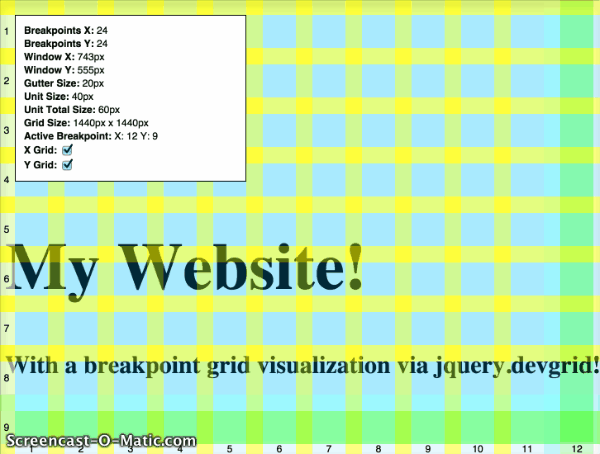 Breakpoints X: 24
Breakpoints Y: 24
Window X: 743px
Window Y: 555px
Gutter Size: 20px
Unit Size: 40px
Unit Total Size: 60px
Grid Size: 1440px x 1440px
Active Breakpoint: X: 12 Y: 9
X Grid:
Y Grid:
1
2
3
4
5
My Website!
6
7
With a breakpoint grid visualization via jquery.devgrid!
8
9
Screencast-O-Matic.com
1 2 3 4 5 6 7 8 9 10 11 12